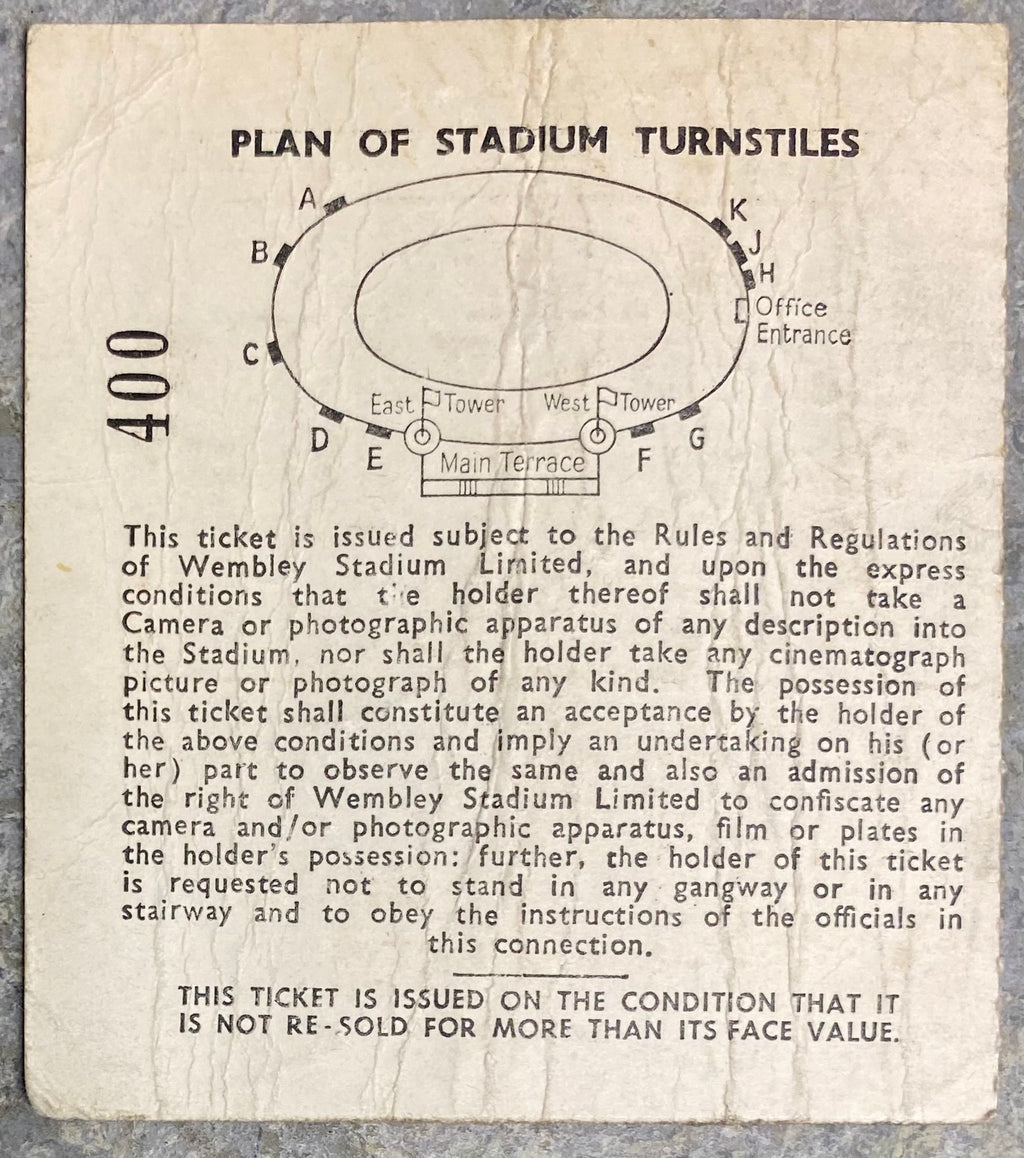 PLAN OF STADIUM TURNSTILES
A
K
B
J
H
Office
Entrance
400
C
East Tower
West Tower
D
E
Main Terrace
F
G
This ticket is issued subject to the Rules and Regulations
of Wembley Stadium Limited, and upon the express
conditions that the holder thereof shall not take a
Camera or photographic apparatus of any description into
the Stadium, nor shall the holder take any cinematograph
picture or photograph of any kind. The possession of
this ticket shall constitute an acceptance by the holder of
the above conditions and imply an undertaking on his (or
her) part to observe the same and also an admission of
the right of Wembley Stadium Limited to confiscate any
camera and/or photographic apparatus, film or plates in
the holder's possession: further, the holder of this ticket
is requested not to stand in any gangway or in any
stairway and to obey the instructions of the officials in
this connection.
THIS TICKET IS ISSUED ON THE CONDITION THAT IT
IS NOT RE-SOLD FOR MORE THAN ITS FACE VALUE.